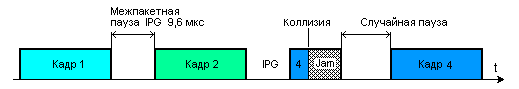 Межпакетная
пауза IPG 9,6 мкс
Коллизия
Случайная пауза
Кадр 1
Кадр 2
IPG
4
Jam
Кадр 4
t